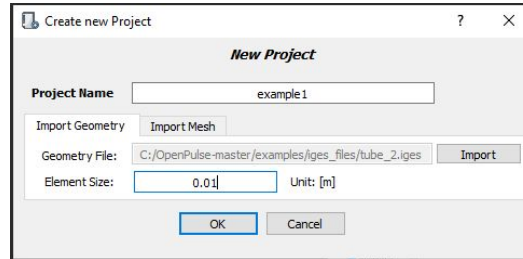 Create new Project
?
New Project
Project Name example1
Import Geometry Import Mesh
Geometry File: C:/OpenPulse-master/examples/iges_files/tube_2.iges Import
Element Size: 0.01 Unit: [m]
OK Cancel